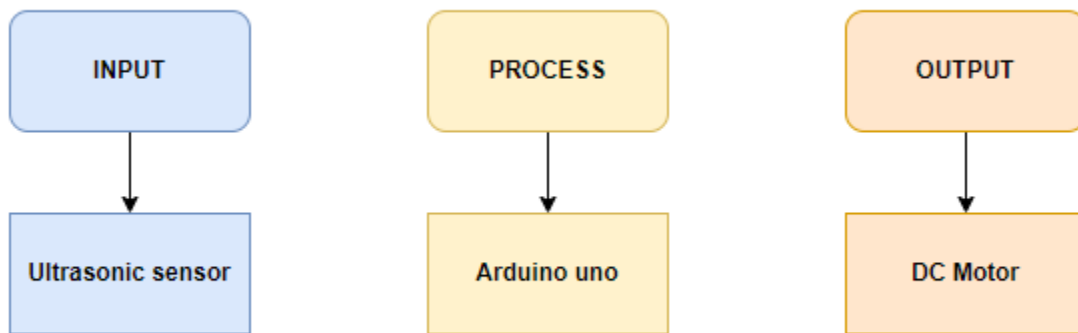 INPUT
PROCESS
OUTPUT
Ultrasonic sensor
Arduino uno
DC Motor